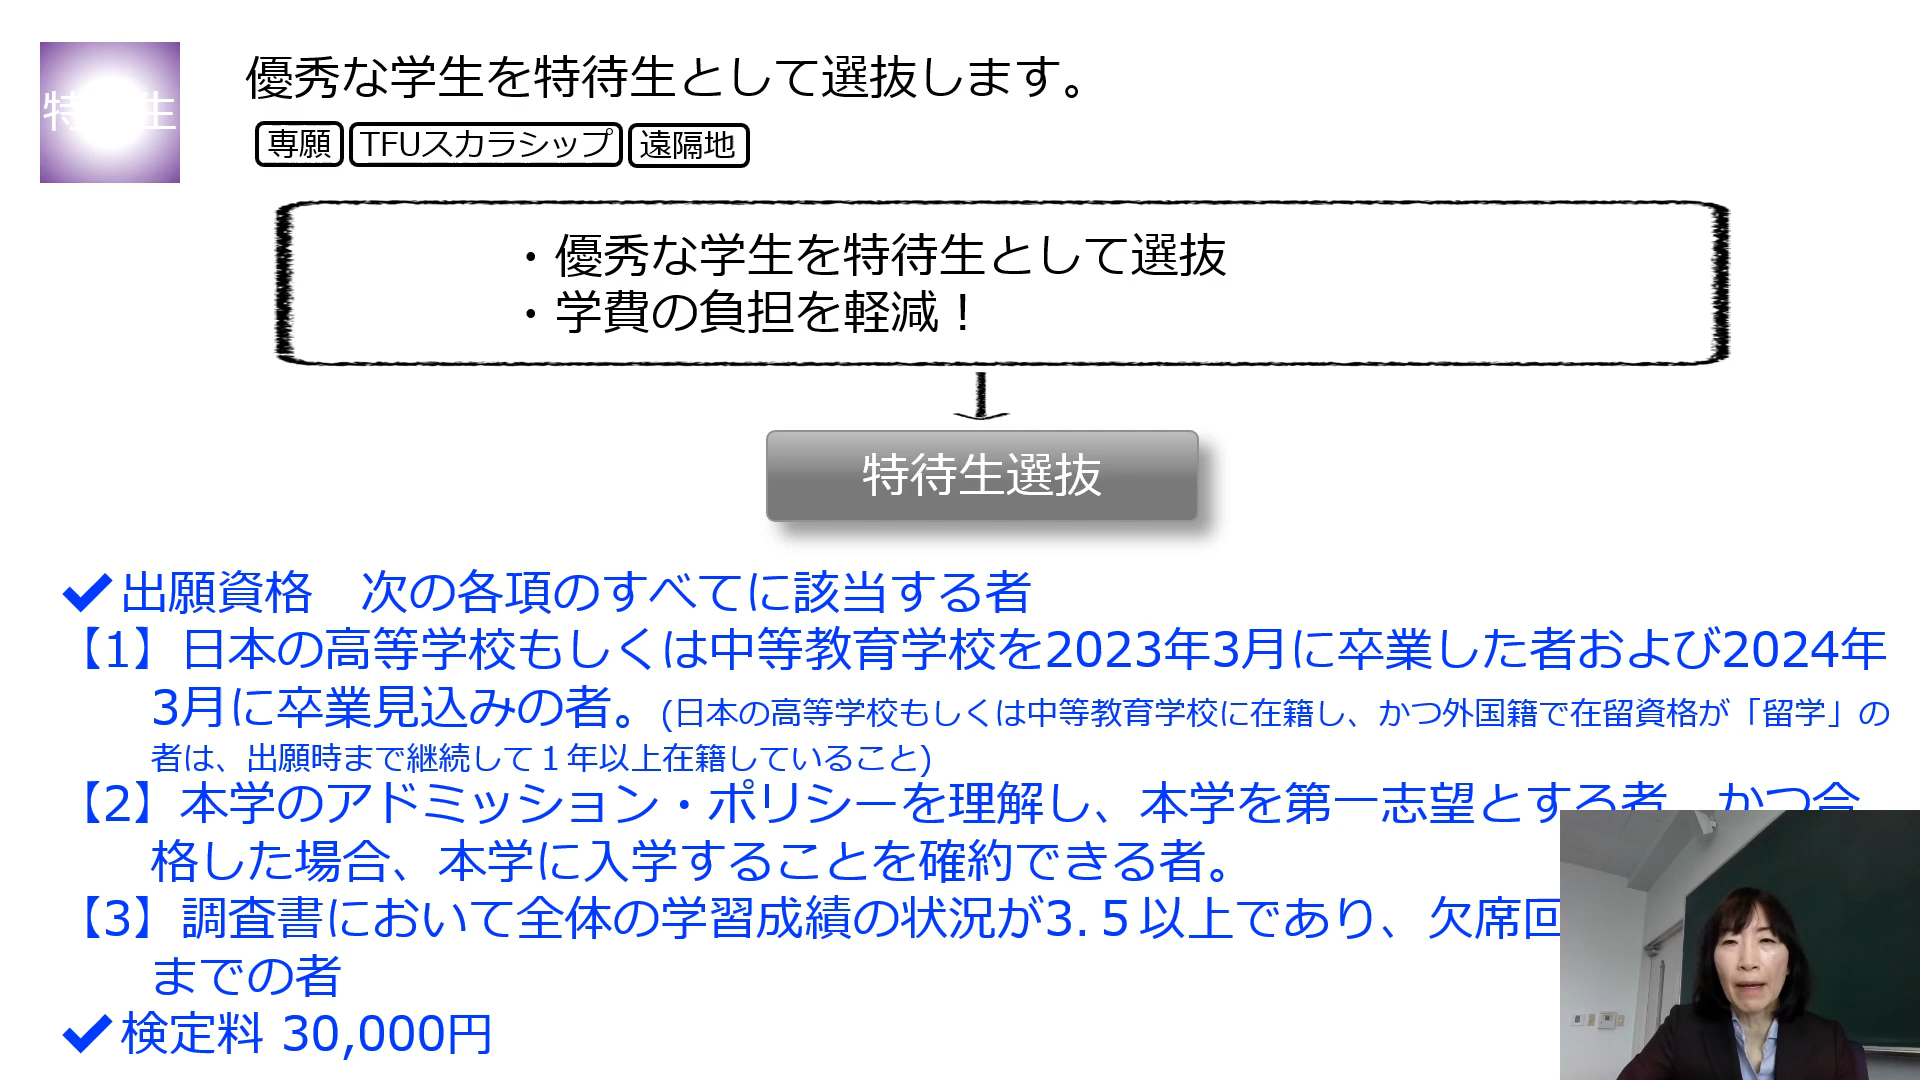 特 生
優秀な学生を特待生として選抜します。
専願 TFUスカラシップ 遠隔地
・優秀な学生を特待生として選抜
・学費の負担を軽減！
特待生選抜
✔出願資格　次の各項のすべてに該当する者
【1】日本の高等学校もしくは中等教育学校を2023年3月に卒業した者および2024年
3月に卒業見込みの者。(日本の高等学校もしくは中等教育学校に在籍し、かつ外国籍で在留資格が「留学」の
者は、出願時まで継続して１年以上在籍していること)
【2】本学のアドミッション・ポリシーを理解し、本学を第一志望とする者、かつ合
格した場合、本学に入学することを確約できる者。
【3】調査書において全体の学習成績の状況が3.５以上であり、欠席回
までの者
✔検定料 30,000円